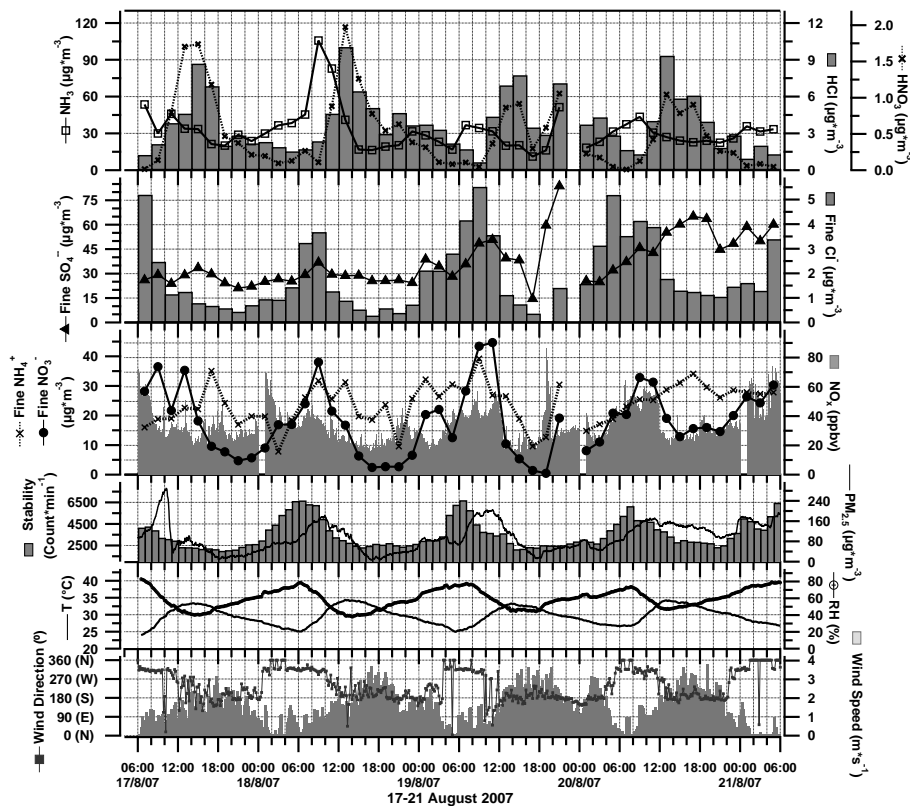 120
90
60
30
0
NH3 (µg*m-3)
12
9
6
3
0
HCl (µg*m-3)
2.0
1.5
1.0
0.5
0.0
HNO3 (µg*m-3)
75
60
45
30
15
0
Fine SO4-- (µg*m-3)
5
4
3
2
1
0
Fine Cl- (µg*m-3)
40
30
20
10
0
Fine NH4+
Fine NO3-
(µg*m-3)
80
60
40
20
0
NOx (ppbv)
6500
4500
2500
Stability
(Count*min-1)
240
160
80
0
PM2.5 (µg*m-3)
40
35
30
25
20
T (°C)
80
60
40
20
0
RH (%)
360 (N)
270 (W)
180 (S)
90 (E)
0 (N)
Wind Direction (º)
4
3
2
1
0
Wind Speed (m*s-1)
06:00 12:00 18:00 00:00 06:00 12:00 18:00 00:00 06:00 12:00 18:00 00:00 06:00 12:00 18:00 00:00 06:00
17/8/07 18/8/07 19/8/07 20/8/07 21/8/07
17-21 August 2007